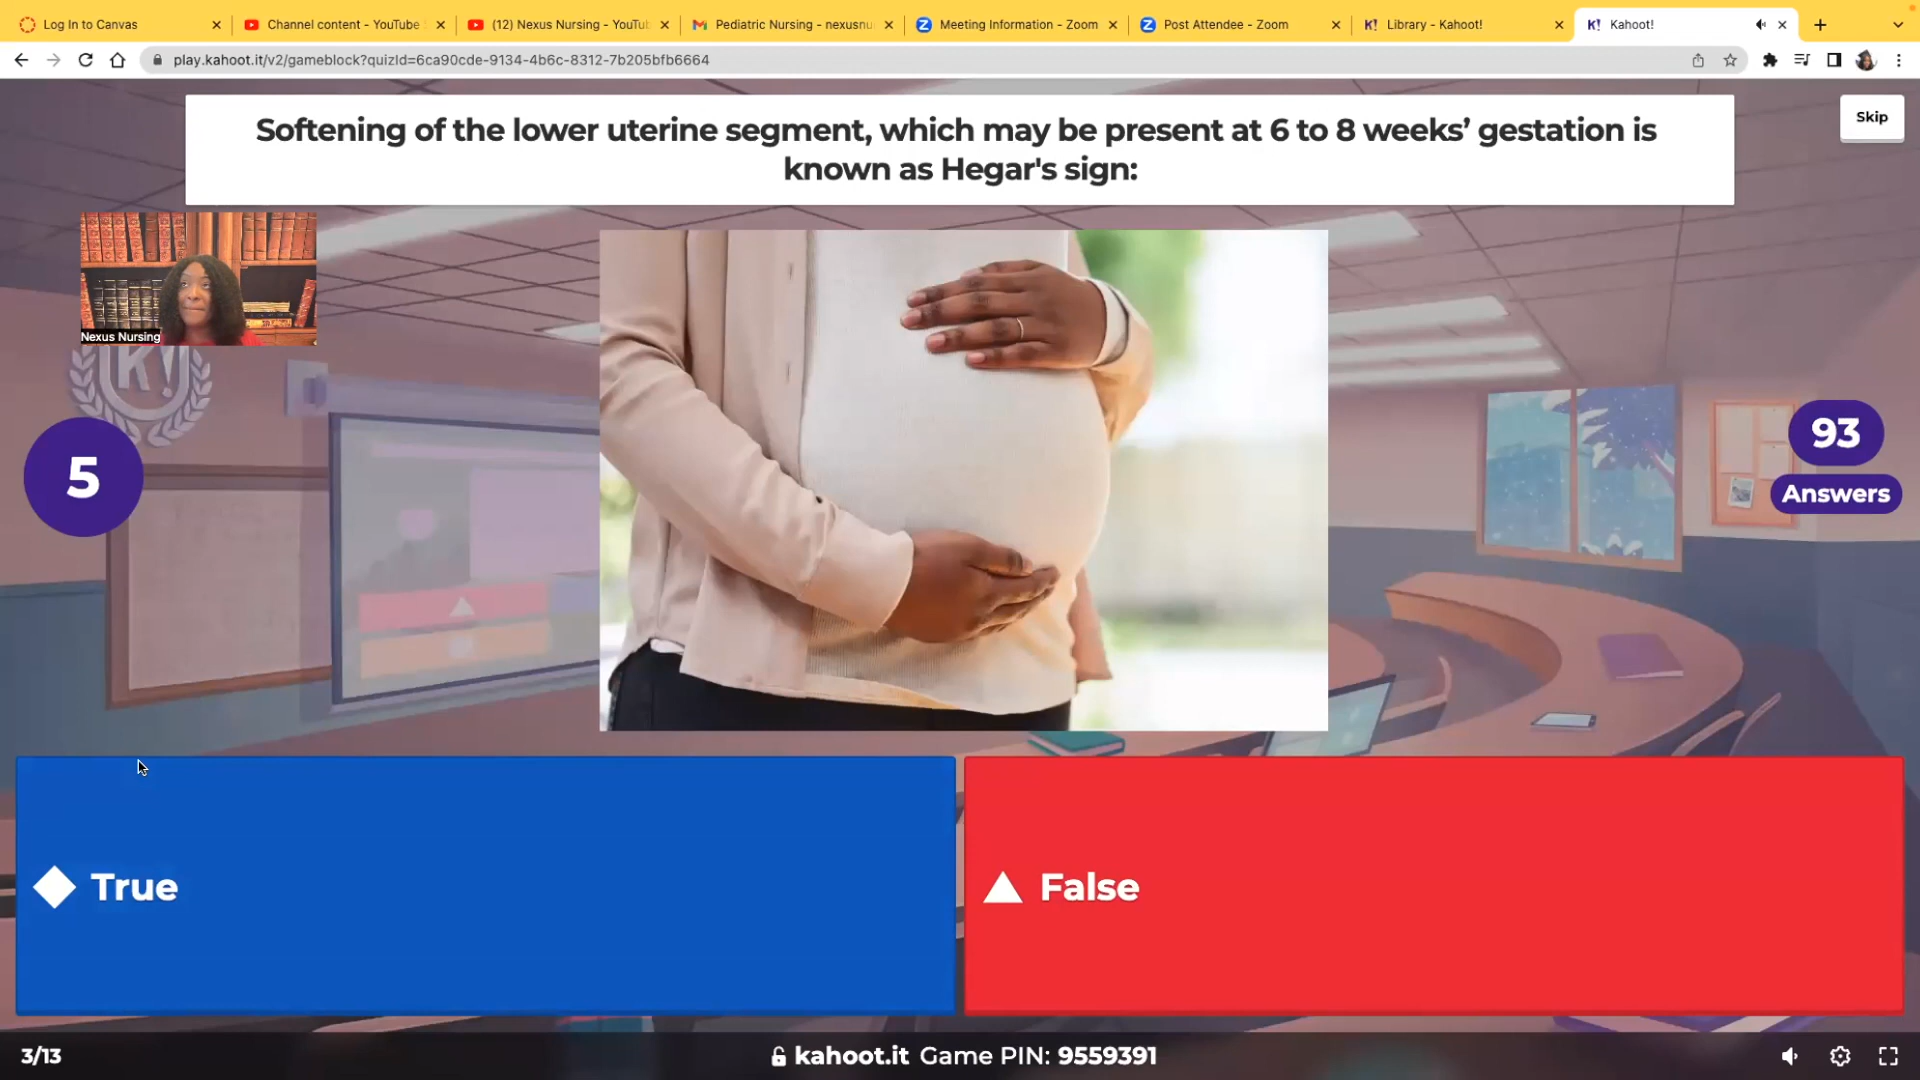 Log In to Canvas
Channel content - YouTube
(12) Nexus Nursing - YouTu
Pediatric Nursing - nexusnu
Meeting Information - Zoom
Post Attendee - Zoom
K! Library - Kahoot!
K! Kahoot!
play.kahoot.it/v2/gameblock?quizId=6ca90cde-9134-4b6c-8312-7b205bfb6664
Softening of the lower uterine segment, which may be present at 6 to 8 weeks’ gestation is
known as Hegar's sign:
Skip
Nexus Nursing
K!
5
93
Answers
True
False
3/13
kahoot.it Game PIN: 9559391